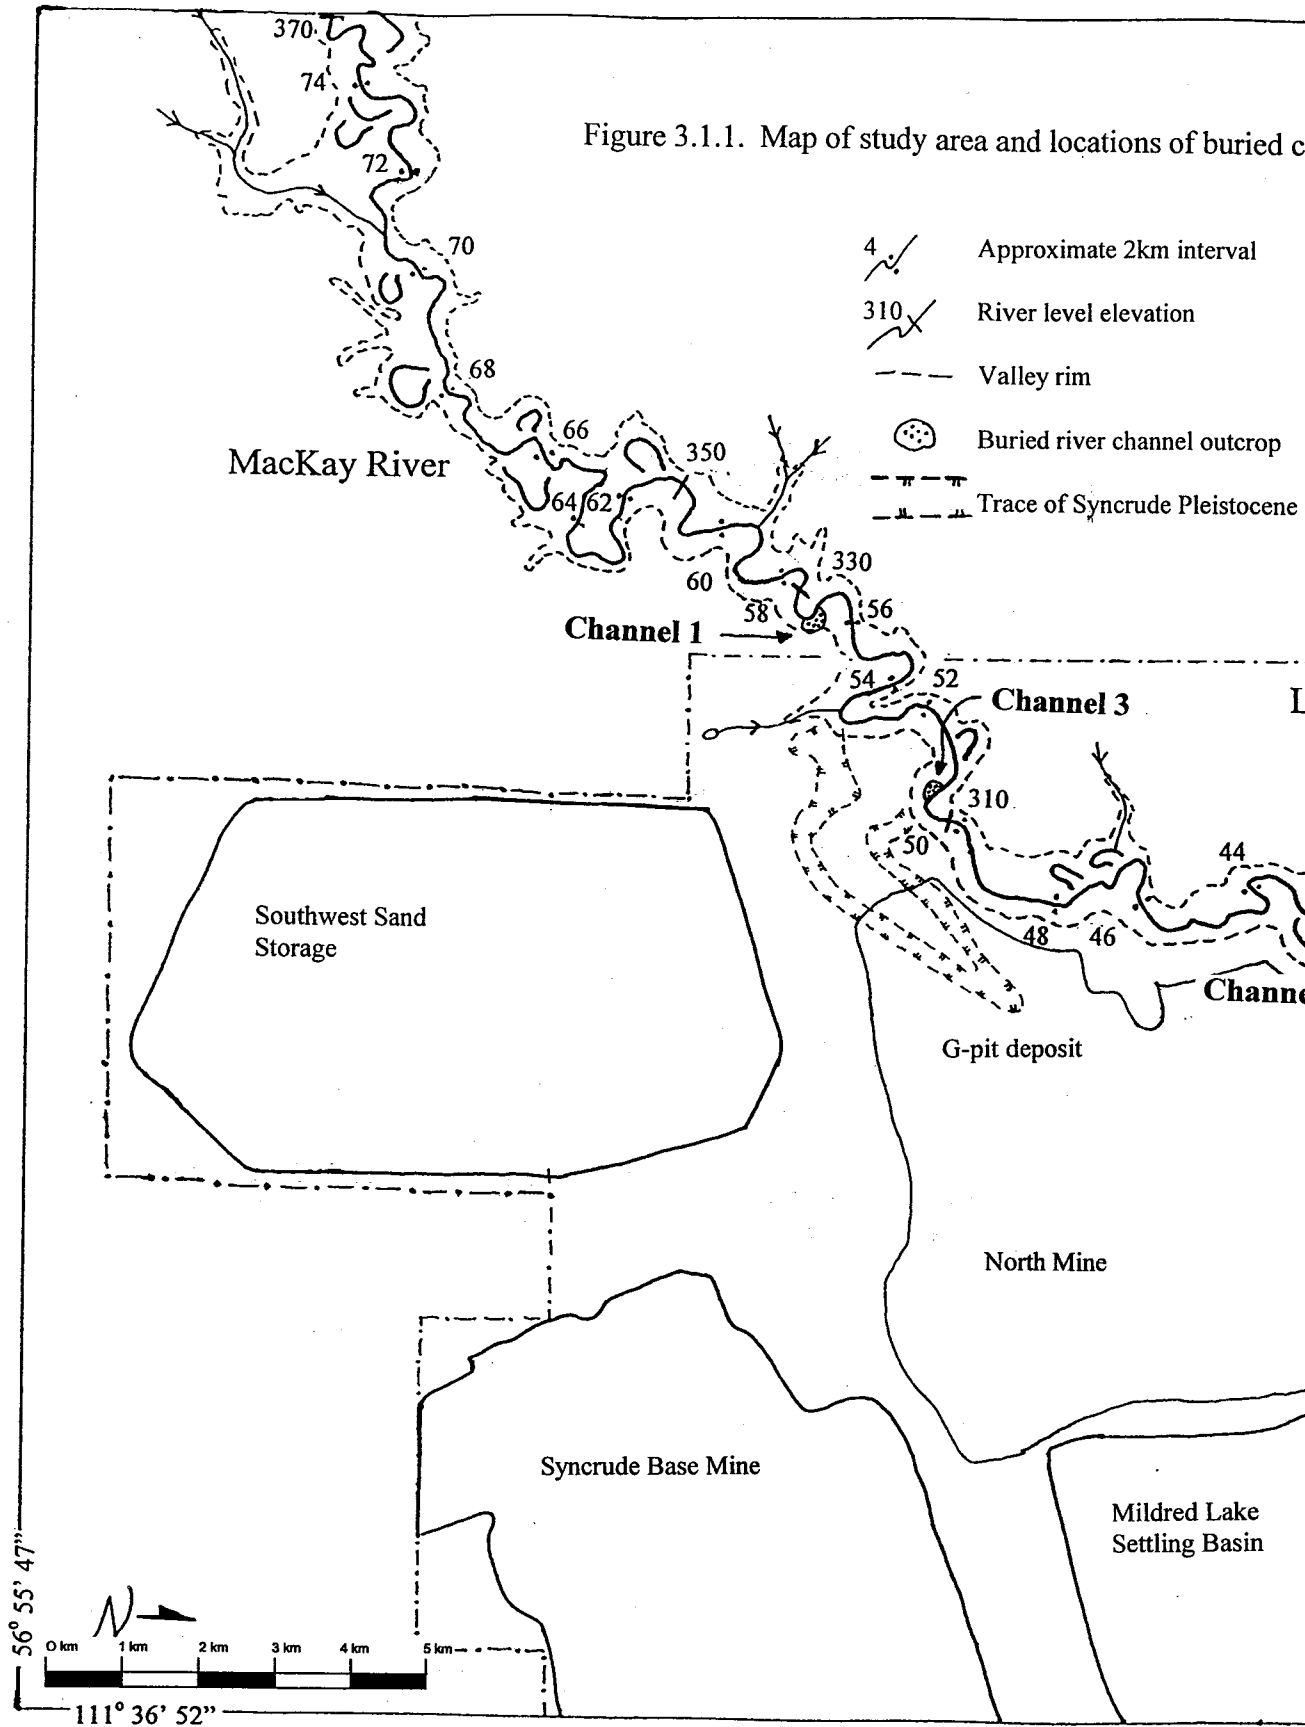 370
74
Figure 3.1.1. Map of study area and locations of buried c
72
70
4 Approximate 2km interval
310 River level elevation
68
Valley rim
66
Buried river channel outcrop
MacKay River
350
64 62
Trace of Syncrude Pleistocene
60
330
58
56
Channel 1
54
52
Channel 3
L
310
50
44
Southwest Sand
Storage
48
46
Channe
G-pit deposit
North Mine
Syncrude Base Mine
Mildred Lake
Settling Basin
56° 55' 47"
N
0 km 1 km 2 km 3 km 4 km 5 km
111° 36' 52"